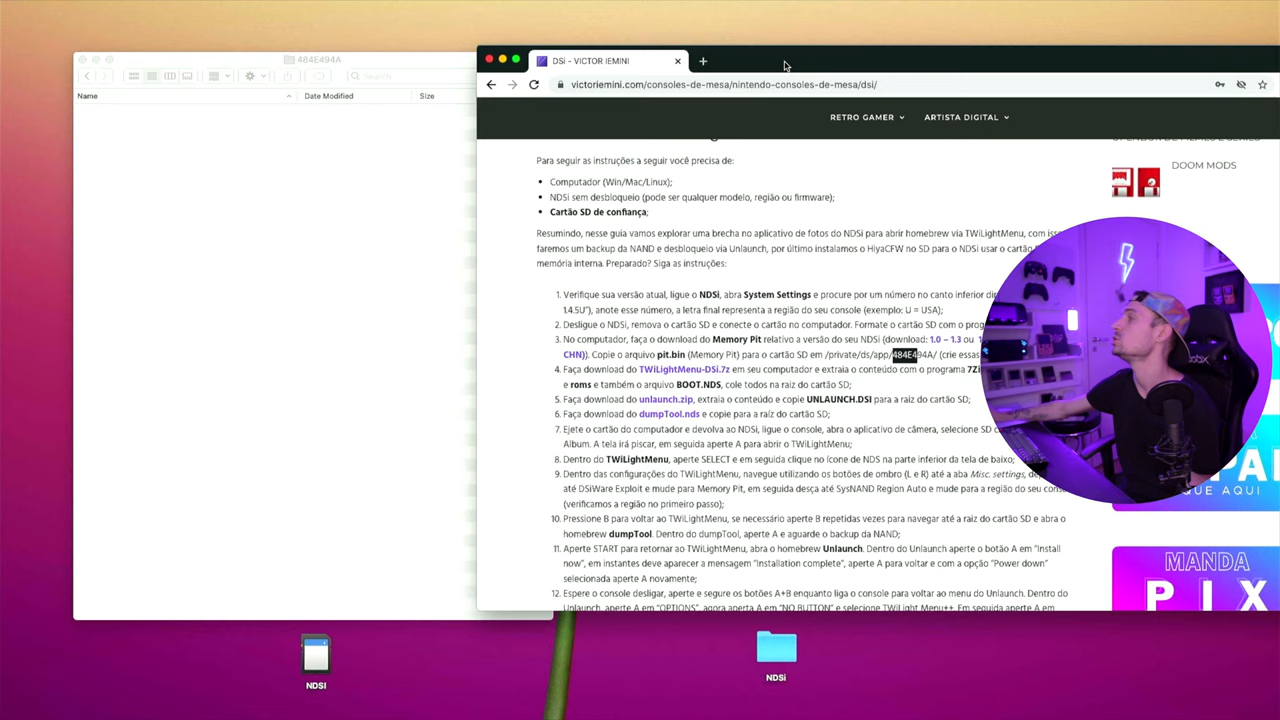 484E494A
Search
Name
Date Modified
Size
DSi - VICTOR IEMINI
victoriemini.com/consoles-de-mesa/nintendo-consoles-de-mesa/dsi/
RETRO GAMER
ARTISTA DIGITAL
Para seguir as instruções a seguir você precisa de:
• Computador (Win/Mac/Linux);
• NDSi sem desbloqueio (pode ser qualquer modelo, região ou firmware);
• Cartão SD de confiança;
Resumindo, nesse guia vamos explorar uma brecha no aplicativo de fotos do NDSi para abrir homebrew via TWiLightMenu, com isso
faremos um backup da NAND e desbloqueio via Unlaunch, por último instalamos o HiyaCFW no SD para o NDSi usar o cartão
memória interna. Preparado? Siga as instruções:
1. Verifique sua versão atual, ligue o NDSi, abra System Settings e procure por um número no canto inferior
1.4.5U"), anote esse número, a letra final representa a região do seu console (exemplo: U = USA);
2. Desligue o NDSi, remova o cartão SD e conecte o cartão no computador. Formate o cartão SD com o
3. No computador, faça o download do Memory Pit relativo a versão do seu NDSi (download: 1.0 – 1.3 ou
CHN)). Copie o arquivo pit.bin (Memory Pit) para o cartão SD em /private/ds/app/484E494A/ (crie essas
4. Faça download do TWiLightMenu-DSi.7z em seu computador e extraia o conteúdo com o programa
e roms e também o arquivo BOOT.NDS, cole todos na raiz do cartão SD;
5. Faça download do unlaunch.zip, extraia o conteúdo e copie UNLAUNCH.DSI para a raiz do cartão SD;
6. Faça download do dumpTool.nds e copie para a raíz do cartão SD;
7. Ejete o cartão do computador e devolva ao NDSi, ligue o console, abra o aplicativo de câmera, selecione SD
Album. A tela irá piscar, em seguida aperte A para abrir o TWiLightMenu;
8. Dentro do TWiLightMenu, aperte SELECT e em seguida clique no ícone de NDS na parte inferior da tela de baixo;
9. Dentro das configurações do TWiLightMenu, navegue utilizando os botões de ombro (L e R) até a aba Misc. settings,
até DSiWare Exploit e mude para Memory Pit, em seguida desça até SysNAND Region Auto e mude para a região do seu
(verificamos a região no primeiro passo);
10. Pressione B para voltar ao TWiLightMenu, se necessário aperte B repetidas vezes para navegar até a raiz do cartão SD e abra o
homebrew dumpTool. Dentro do dumpTool, aperte A e aguarde o backup da NAND;
11. Aperte START para retornar ao TWiLightMenu, abra o homebrew Unlaunch. Dentro do Unlaunch aperte o botão A em "Install
now", em instantes deve aparecer a mensagem "Installation complete", aperte A para voltar e com a opção "Power down"
selecionada aperte A novamente;
12. Espere o console desligar, aperte e segure os botões A+B enquanto liga o console para voltar ao menu do Unlaunch. Dentro do
Unlaunch, aperte A em "OPTIONS", agora aperta A em "NO BUTTON" e selecione TWiLight Menu++. Em seguida aperte A em
DOOM MODS
QUE AQUI
MANDA
PIX
NDSI
NDSi